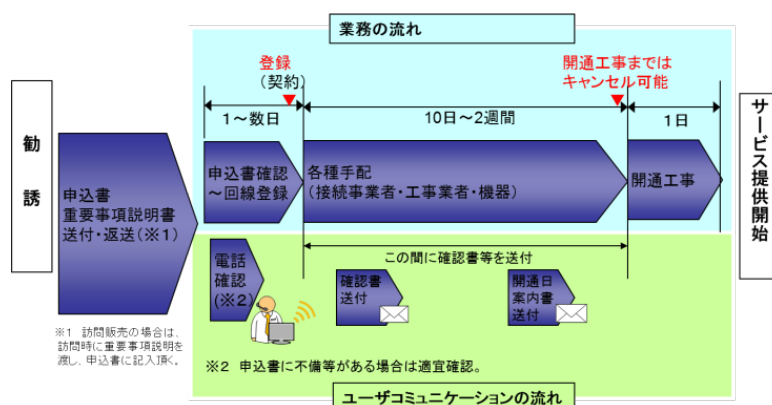 業務の流れ
登録
(契約)
開通工事までは
キャンセル可能
1～数日
10日～2週間
1日
勧誘
申込書
重要事項説明書
送付・返送(※1)
申込書確認
～回線登録
各種手配
(接続事業者・工事業者・機器)
開通工事
サービス提供開始
この間に確認書等を送付
電話
確認
(※2)
確認書
送付
開通日
案内書
送付
※1 訪問販売の場合は、
訪問時に重要事項説明を
渡し、申込書に記入頂く。
※2 申込書に不備等がある場合は適宜確認。
ユーザコミュニケーションの流れ